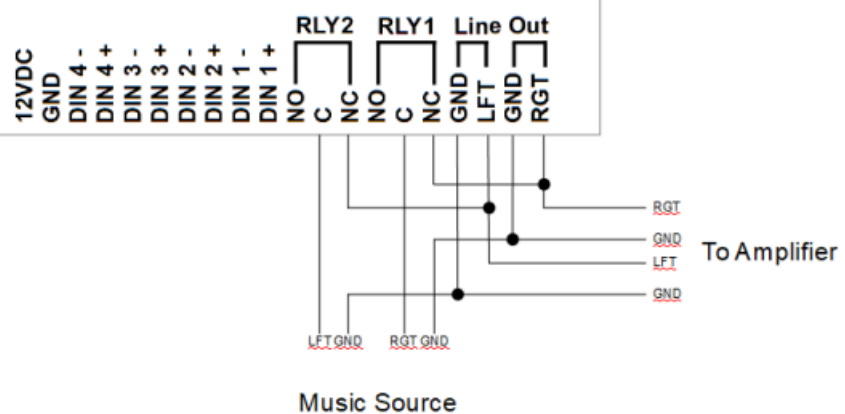 RLY2 RLY1 Line Out
12VDC GND DIN 4 - DIN 4 + DIN 3 - DIN 3 + DIN 2 - DIN 2 + DIN 1 - DIN 1 + NO C NC NO C NC GND LFT GND RGT
RGT
GND
To Amplifier
LFT
GND
LFT GND RGT GND
Music Source